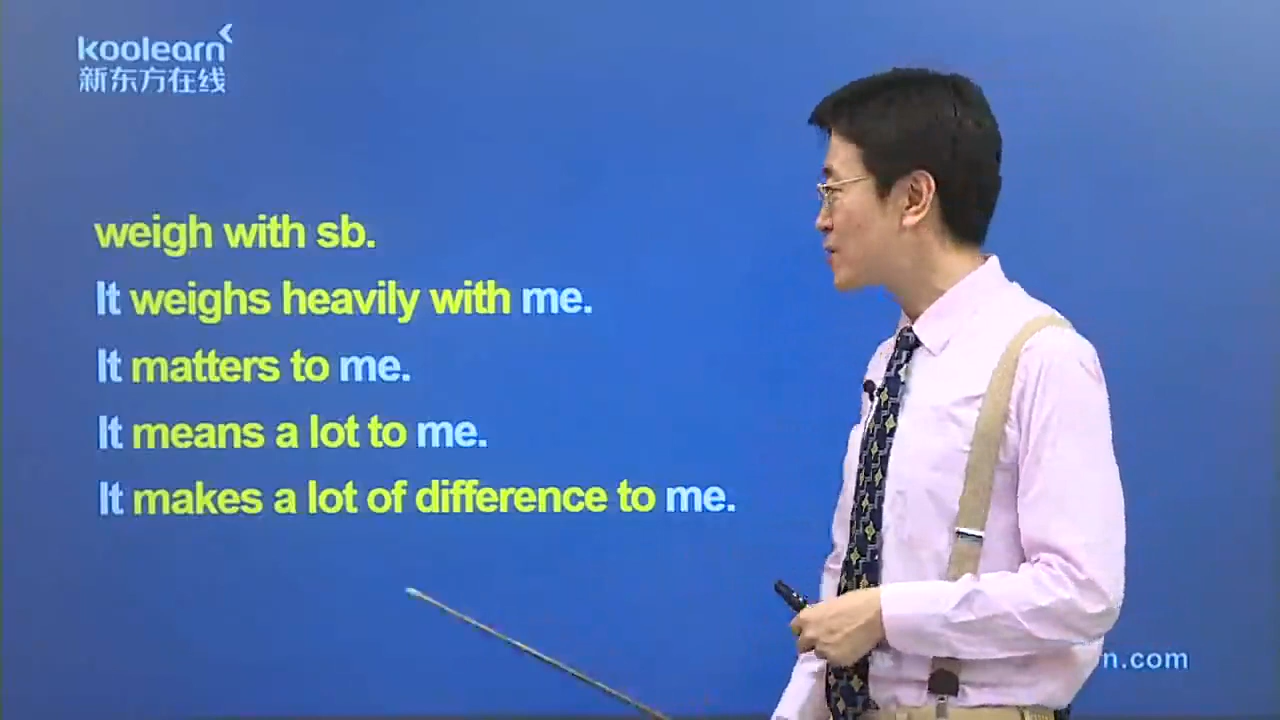 koolearn
新东方在线
weigh with sb.
It weighs heavily with me.
It matters to me.
It means a lot to me.
It makes a lot of difference to me.
n.com